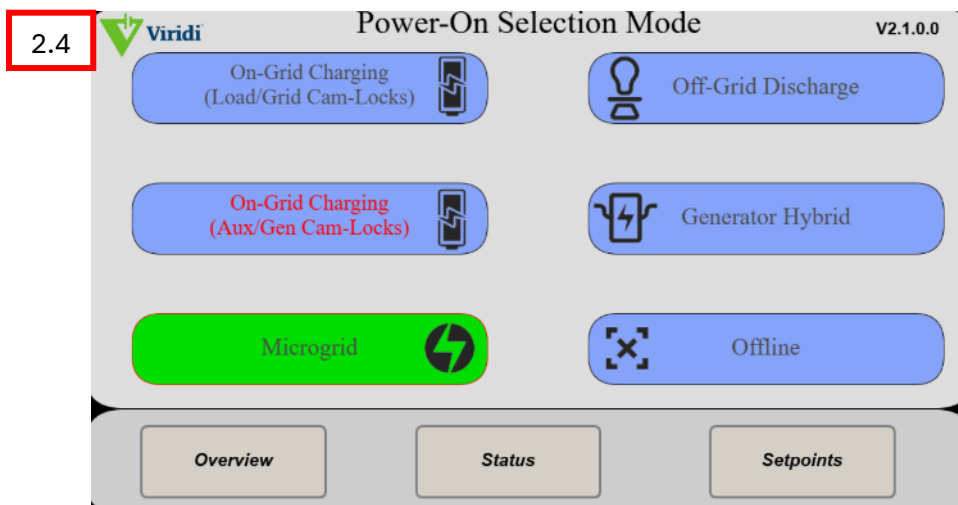 2.4
Viridi
Power-On Selection Mode
V2.1.0.0
On-Grid Charging
(Load/Grid Cam-Locks)
Off-Grid Discharge
On-Grid Charging
(Aux/Gen Cam-Locks)
Generator Hybrid
Microgrid
Offline
Overview
Status
Setpoints